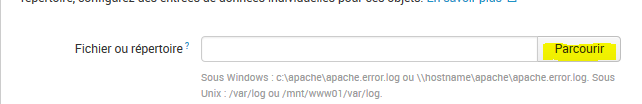 répertoire, configurez des entrées de données individuelles pour ces objets. En savoir plus
Fichier ou répertoire ?
Parcourir
Sous Windows : c:\apache\apache.error.log ou \\hostname\apache\apache.error.log. Sous
Unix : /var/log ou /mnt/www01/var/log.